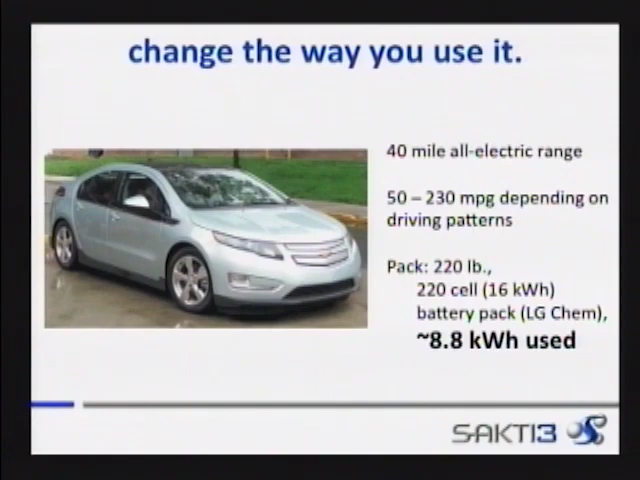 change the way you use it.
40 mile all-electric range
50 – 230 mpg depending on
driving patterns
Pack: 220 lb.,
220 cell (16 kWh)
battery pack (LG Chem),
~8.8 kWh used
SAKTI3